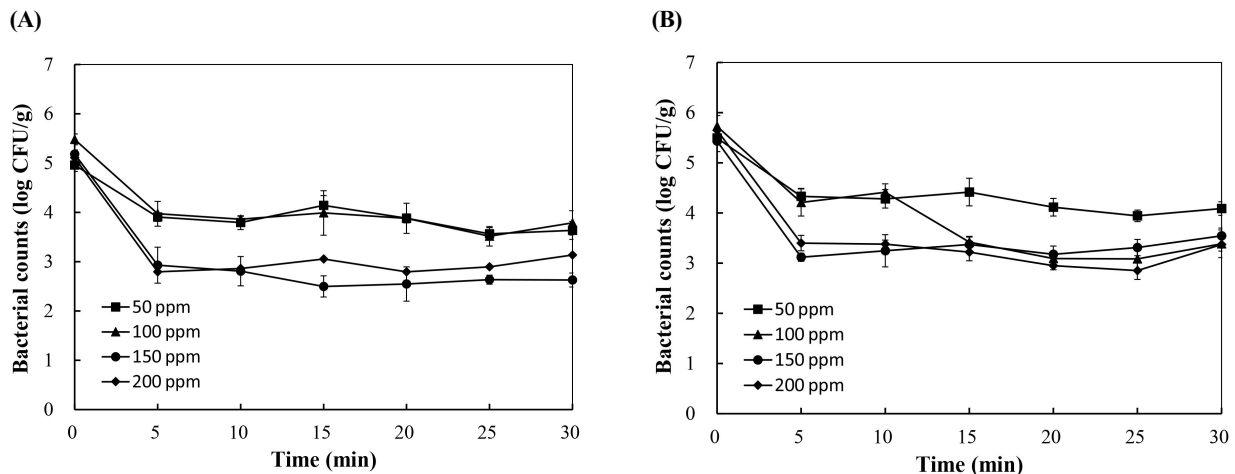 (A)
Bacterial counts (log CFU/g)
7
6
5
4
3
2
1
0
50 ppm
100 ppm
150 ppm
200 ppm
0 5 10 15 20 25 30
Time (min)
(B)
Bacterial counts (log CFU/g)
7
6
5
4
3
2
1
0
50 ppm
100 ppm
150 ppm
200 ppm
0 5 10 15 20 25 30
Time (min)